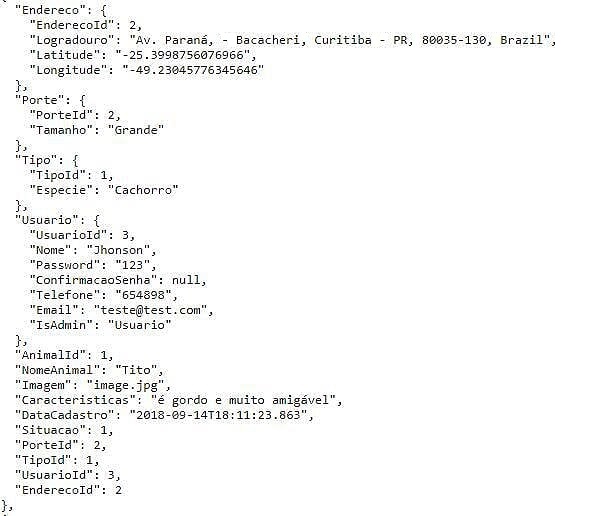 "Endereco": {
"EnderecoId": 2,
"Logradouro": "Av. Paraná, - Bacacheri, Curitiba - PR, 80035-130, Brazil",
"Latitude": "-25.3998756076966",
"Longitude": "-49.23045776345646"
},
"Porte": {
"PorteId": 2,
"Tamanho": "Grande"
},
"Tipo": {
"TipoId": 1,
"Especie": "Cachorro"
},
"Usuario": {
"UsuarioId": 3,
"Nome": "Jhonson",
"Password": "123",
"ConfirmacaoSenha": null,
"Telefone": "654898",
"Email": "teste@test.com",
"IsAdmin": "Usuario"
},
"AnimalId": 1,
"NomeAnimal": "Tito",
"Imagem": "image.jpg",
"Caracteristicas": "é gordo e muito amigável",
"DataCadastro": "2018-09-14T18:11:23.863",
"Situacao": 1,
"PorteId": 2,
"TipoId": 1,
"UsuarioId": 3,
"EnderecoId": 2
},